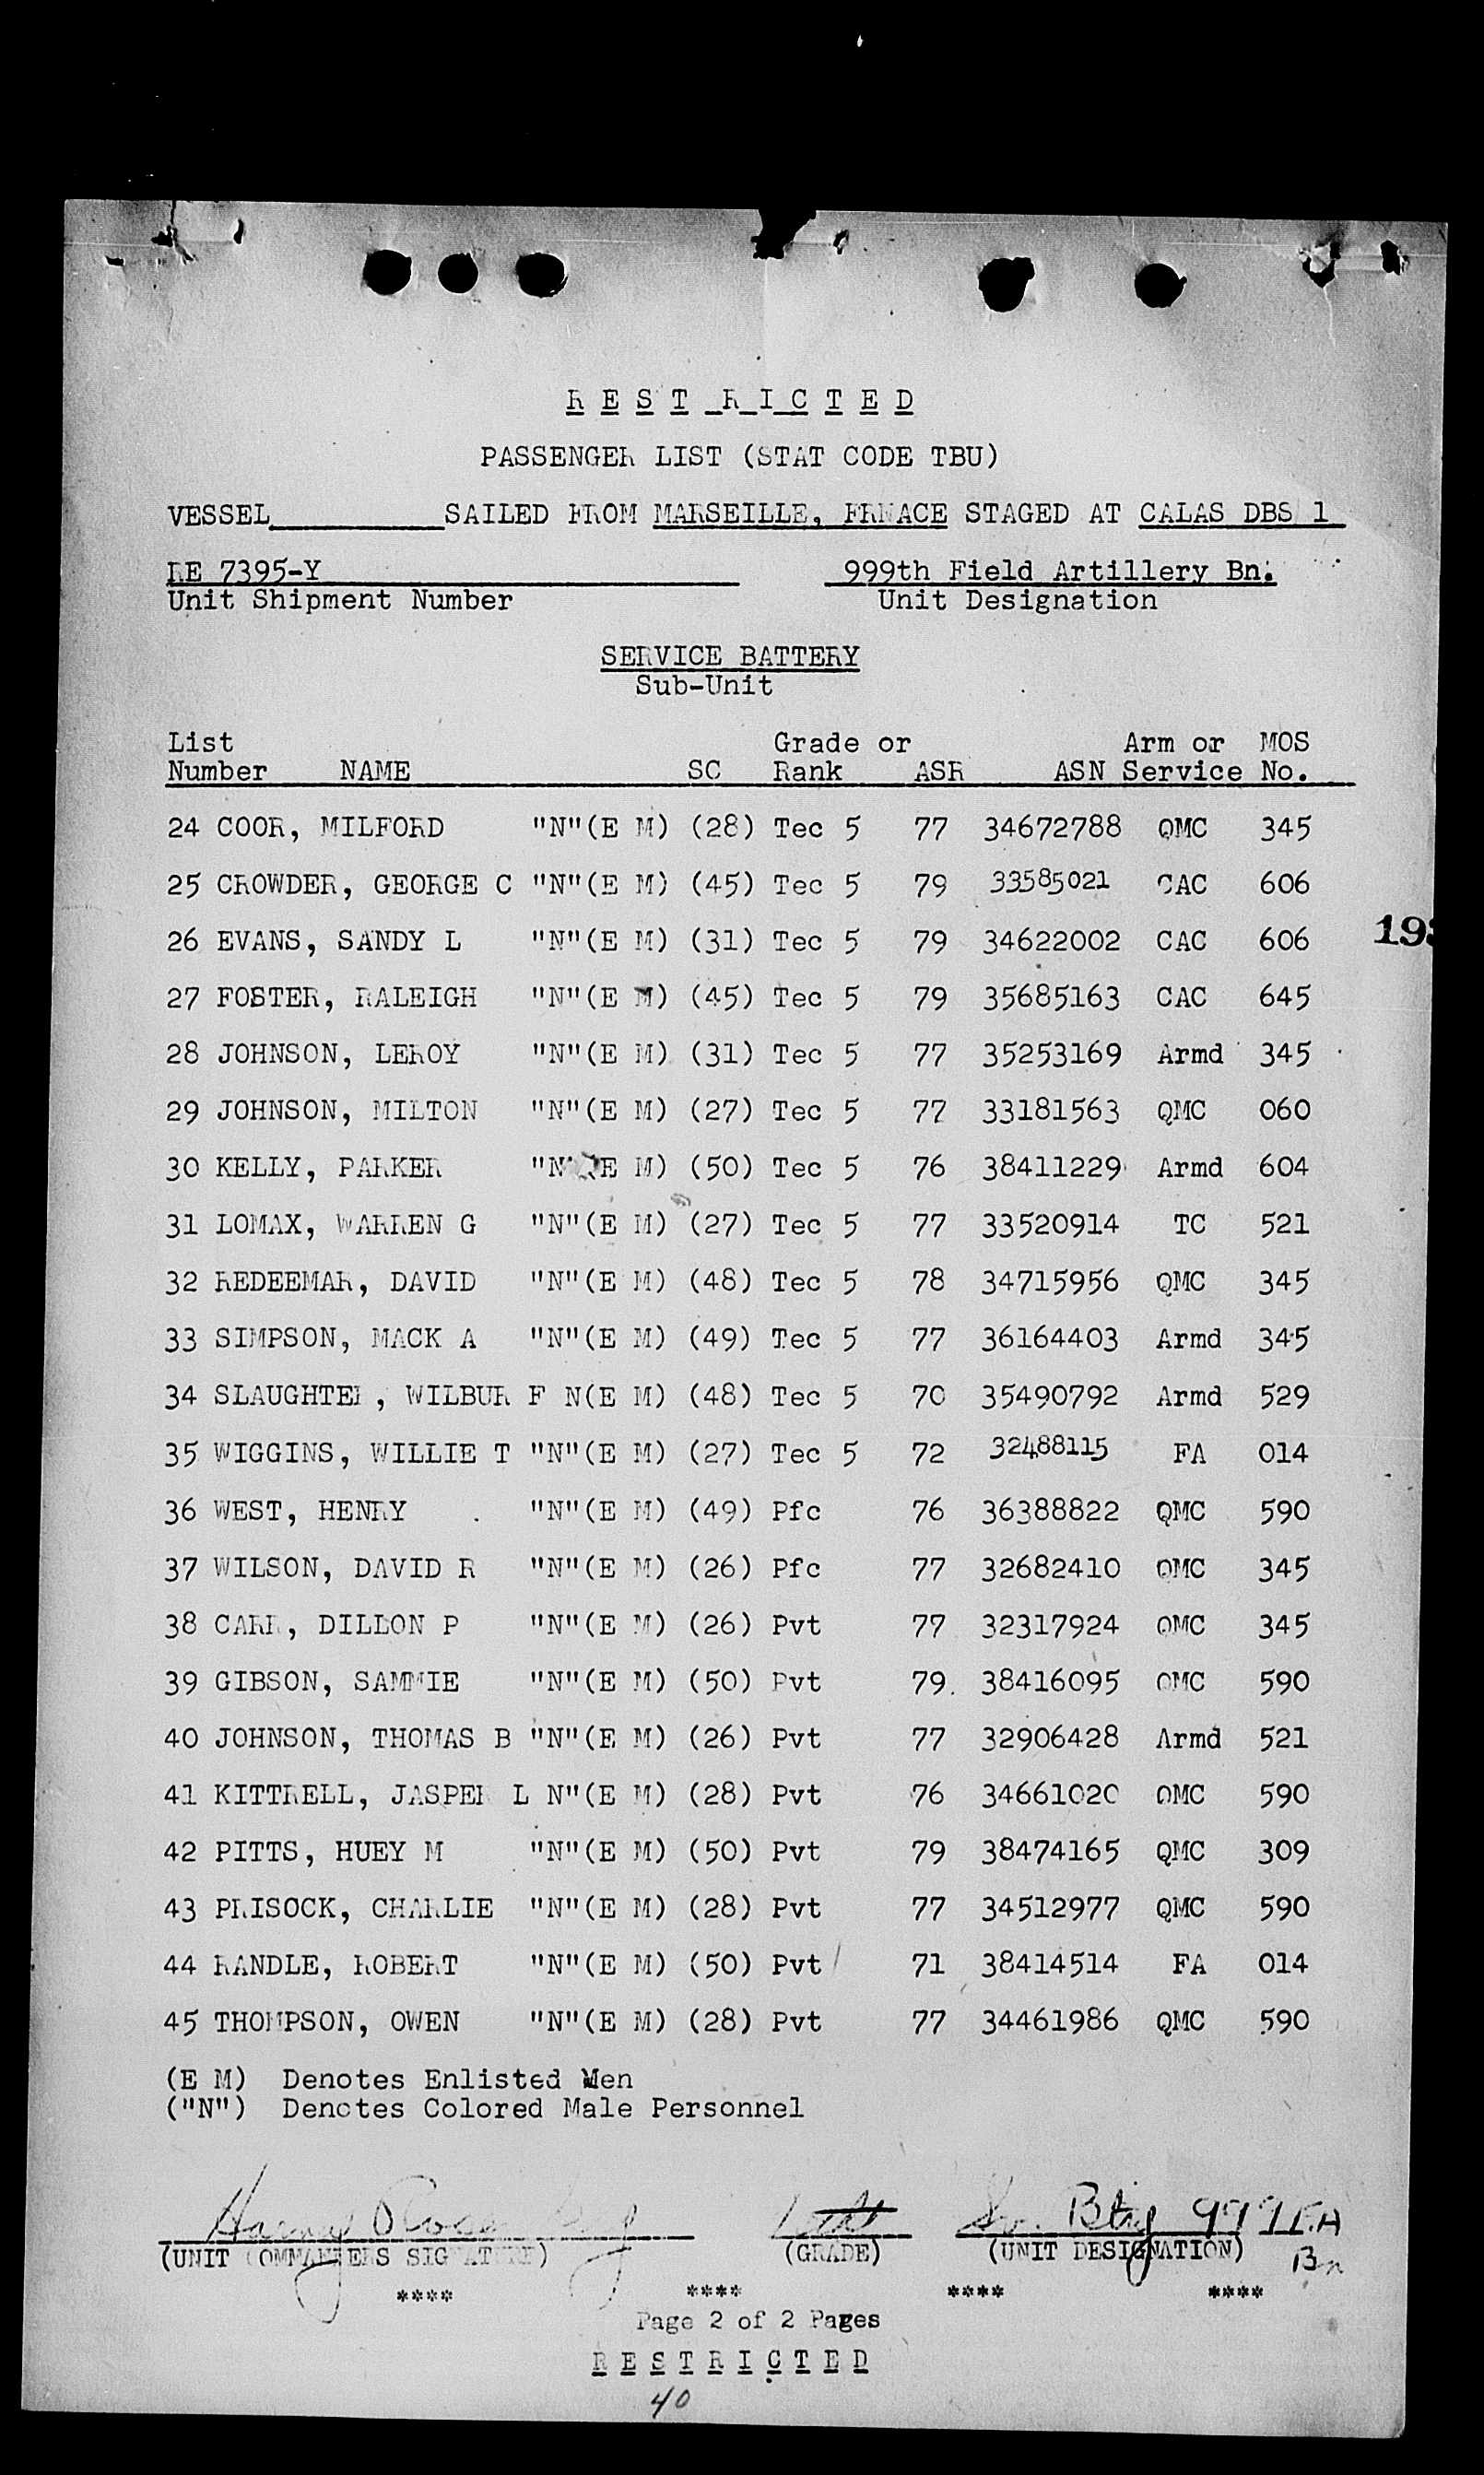 RESTRICTED
PASSENGER LIST (STAT CODE TBU)
VESSEL__________SAILED FROM MARSEILLE, FRNACE STAGED AT CALAS DBS 1
RE 7395-Y 999th Field Artillery Bn.
Unit Shipment Number Unit Designation
SERVICE BATTERY
Sub-Unit
List Grade or Arm or MOS
Number NAME SC Rank ASR ASN Service No.
24 COOR, MILFORD "N"(E M) (28) Tec 5 77 34672788 QMC 345
25 CROWDER, GEORGE C "N"(E M) (45) Tec 5 79 33585021 CAC 606
26 EVANS, SANDY L "N"(E M) (31) Tec 5 79 34622002 CAC 606
27 FOSTER, RALEIGH "N"(E M) (45) Tec 5 79 35685163 CAC 645
28 JOHNSON, LEROY "N"(E M) (31) Tec 5 77 35253169 Armd 345
29 JOHNSON, MILTON "N"(E M) (27) Tec 5 77 33181563 QMC 060
30 KELLY, PARKER "N"(E M) (50) Tec 5 76 38411229 Armd 604
31 LOMAX, WARREN G "N"(E M) (27) Tec 5 77 33520914 TC 521
32 REDEEMAR, DAVID "N"(E M) (48) Tec 5 78 34715956 QMC 345
33 SIMPSON, MACK A "N"(E M) (49) Tec 5 77 36164403 Armd 345
34 SLAUGHTER, WILBUR F N(E M) (48) Tec 5 70 35490792 Armd 529
35 WIGGINS, WILLIE T "N"(E M) (27) Tec 5 72 32488115 FA 014
36 WEST, HENRY "N"(E M) (49) Pfc 76 36388822 QMC 590
37 WILSON, DAVID R "N"(E M) (26) Pfc 77 32682410 QMC 345
38 CARR, DILLON P "N"(E M) (26) Pvt 77 32317924 QMC 345
39 GIBSON, SAMMIE "N"(E M) (50) Pvt 79 38416095 QMC 590
40 JOHNSON, THOMAS B "N"(E M) (26) Pvt 77 32906428 Armd 521
41 KITTRELL, JASPER L N"(E M) (28) Pvt 76 34661020 QMC 590
42 PITTS, HUEY M "N"(E M) (50) Pvt 79 38474165 QMC 309
43 PRISOCK, CHARLIE "N"(E M) (28) Pvt 77 34512977 QMC 590
44 RANDLE, ROBERT "N"(E M) (50) Pvt 71 38414514 FA 014
45 THOMPSON, OWEN "N"(E M) (28) Pvt 77 34461986 QMC 590
(E M) Denotes Enlisted Men
("N") Denotes Colored Male Personnel
Sv. Btry 999 FA
(UNIT COMMANDERS SIGNATURE) (GRADE) (UNIT DESIGNATION) Bn
**** **** **** ****
Page 2 of 2 Pages
RESTRICTED
40